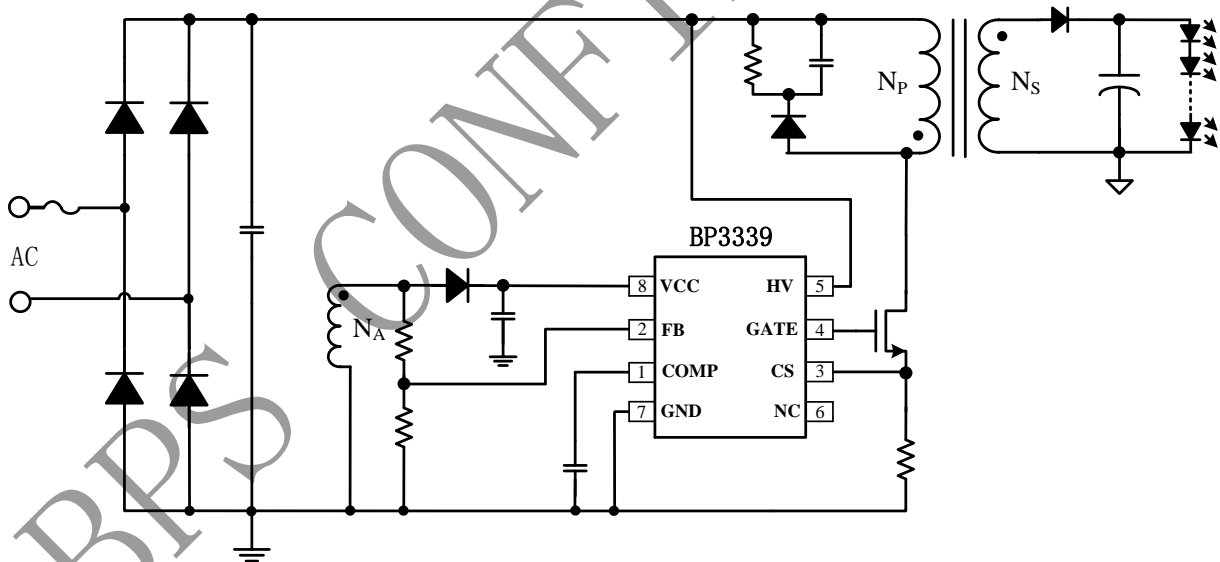 BPS CONF
N_P
N_S
AC
BP3339
8 VCC
HV 5
N_A
2 FB
GATE 4
1 COMP
CS 3
7 GND
NC 6